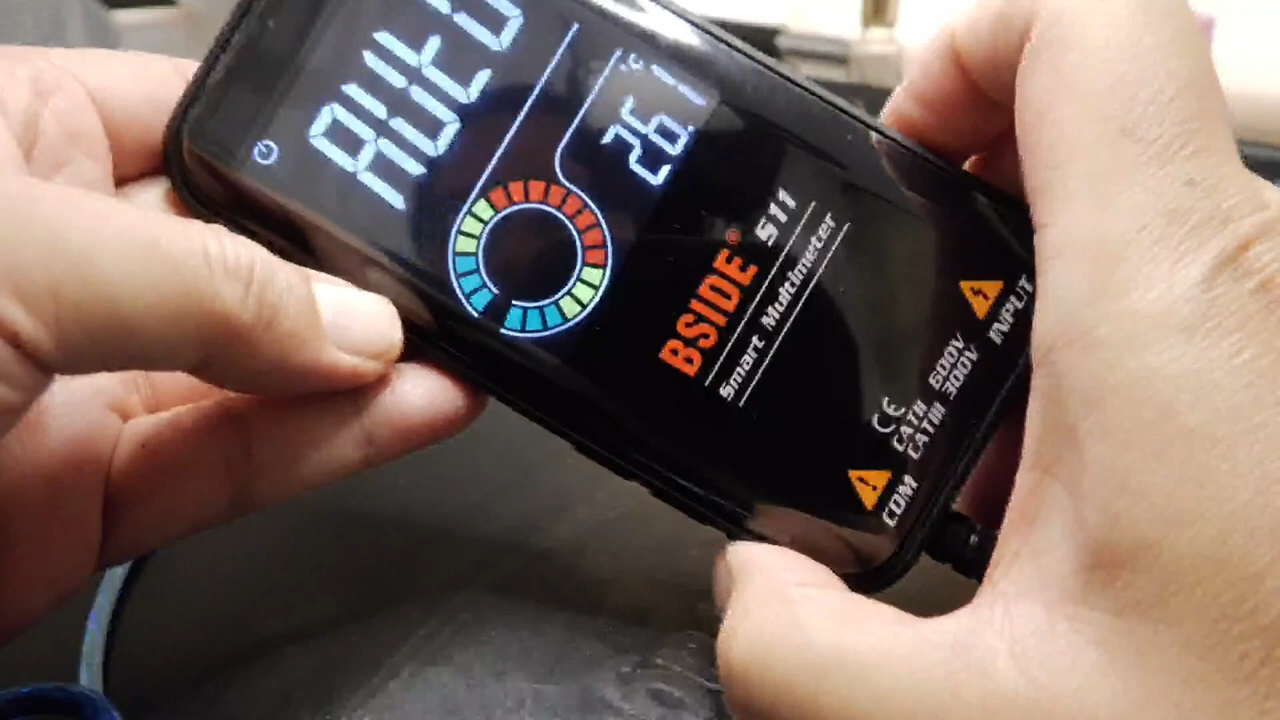 AUtO
°C
26.1
BSIDE® S11
Smart Multimeter
CE
CATII 600V
CATIII 300V
INPUT
COM